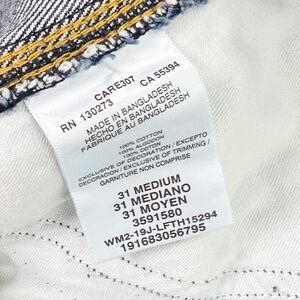 CARE307
RN 130273 CA 55394
MADE IN BANGLADESH
HECHO EN BANGLADESH
FABRIQUE AU BANGLADESH
100% COTTON
100% ALGODON
100% COTON
EXCLUSIVE OF DECORATION / EXCEPTO
DECORACION / EXCLUSIVE OF TRIMMING /
GARNITURE NON COMPRISE
31 MEDIUM
31 MEDIANO
31 MOYEN
3591580
WM2-19J-LFTH15294
191683056795